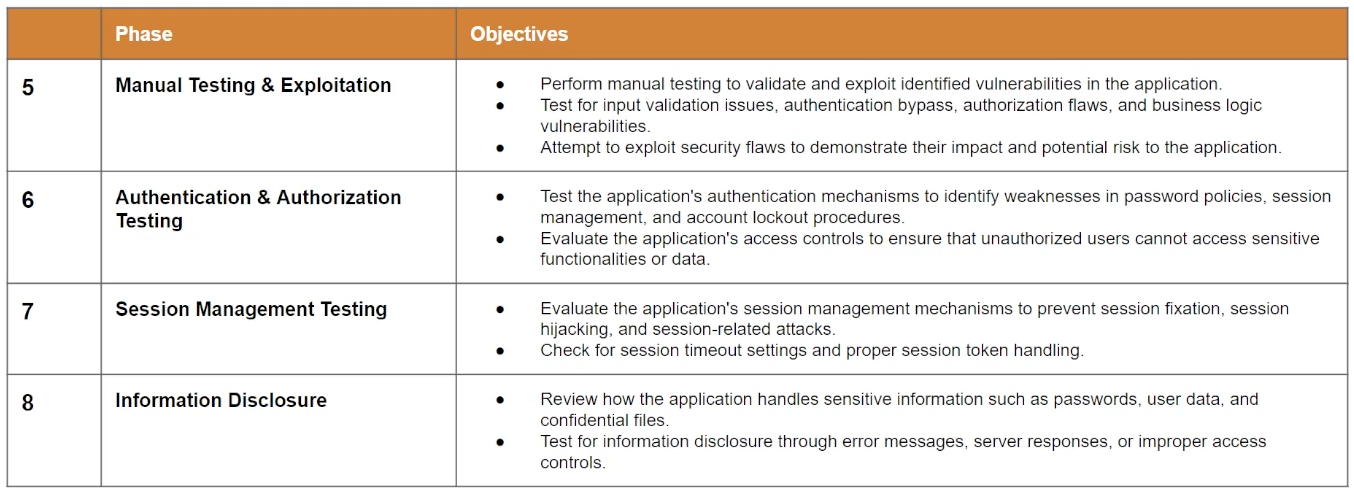 Phase Objectives
5 Manual Testing & Exploitation
● Perform manual testing to validate and exploit identified vulnerabilities in the application.
● Test for input validation issues, authentication bypass, authorization flaws, and business logic
vulnerabilities.
● Attempt to exploit security flaws to demonstrate their impact and potential risk to the application.
6 Authentication & Authorization
Testing
● Test the application's authentication mechanisms to identify weaknesses in password policies, session
management, and account lockout procedures.
● Evaluate the application's access controls to ensure that unauthorized users cannot access sensitive
functionalities or data.
7 Session Management Testing
● Evaluate the application's session management mechanisms to prevent session fixation, session
hijacking, and session-related attacks.
● Check for session timeout settings and proper session token handling.
8 Information Disclosure
● Review how the application handles sensitive information such as passwords, user data, and
confidential files.
● Test for information disclosure through error messages, server responses, or improper access
controls.